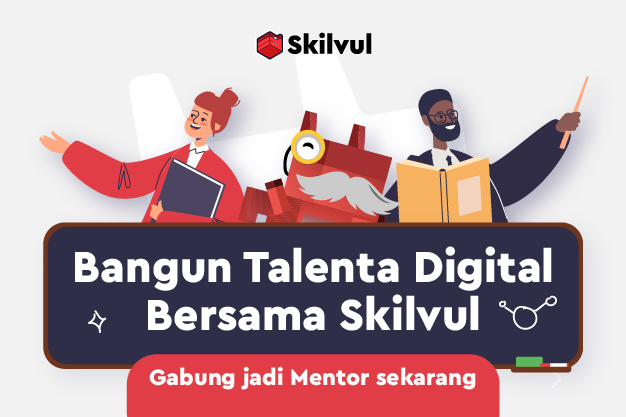 Skilvul
Bangun Talenta Digital
Bersama Skilvul
Gabung jadi Mentor sekarang